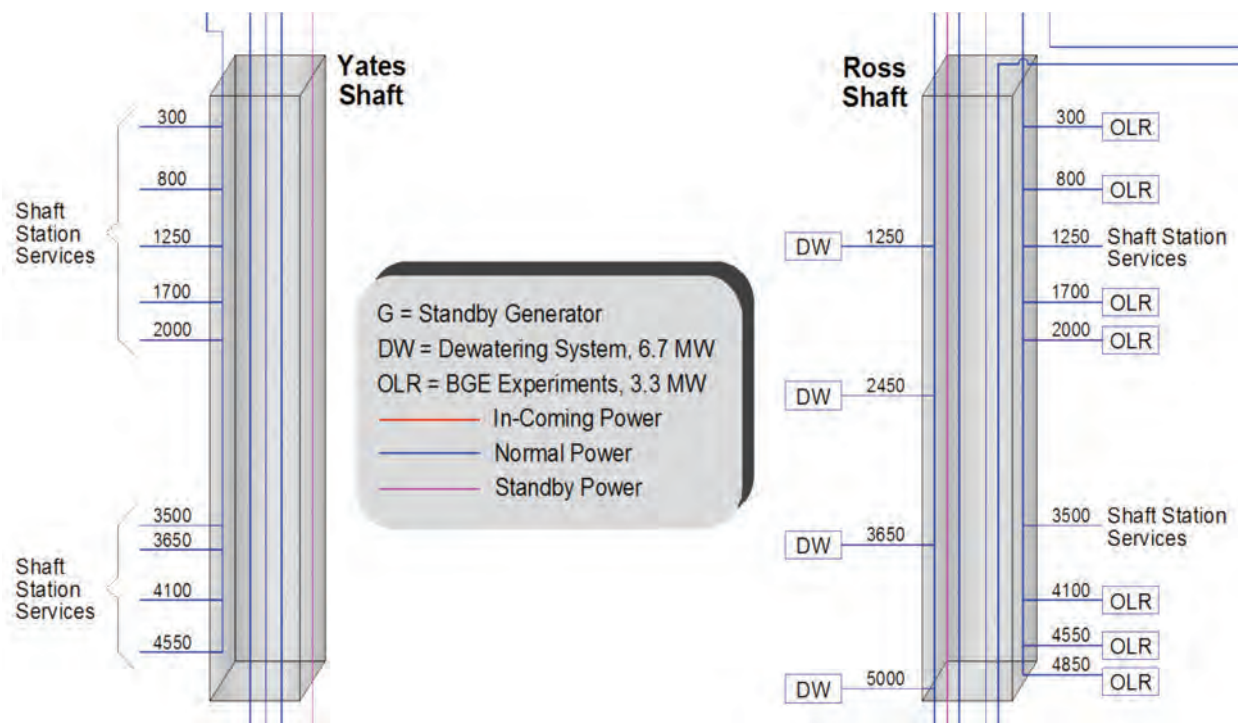 Yates
Shaft
300
800
1250
1700
2000
Shaft
Station
Services
3500
3650
4100
4550
Shaft
Station
Services
G = Standby Generator
DW = Dewatering System, 6.7 MW
OLR = BGE Experiments, 3.3 MW
In-Coming Power
Normal Power
Standby Power
Ross
Shaft
DW 1250
DW 2450
DW 3650
DW 5000
300 OLR
800 OLR
1250 Shaft Station
Services
1700 OLR
2000 OLR
3500 Shaft Station
Services
4100 OLR
4550 OLR
4850 OLR